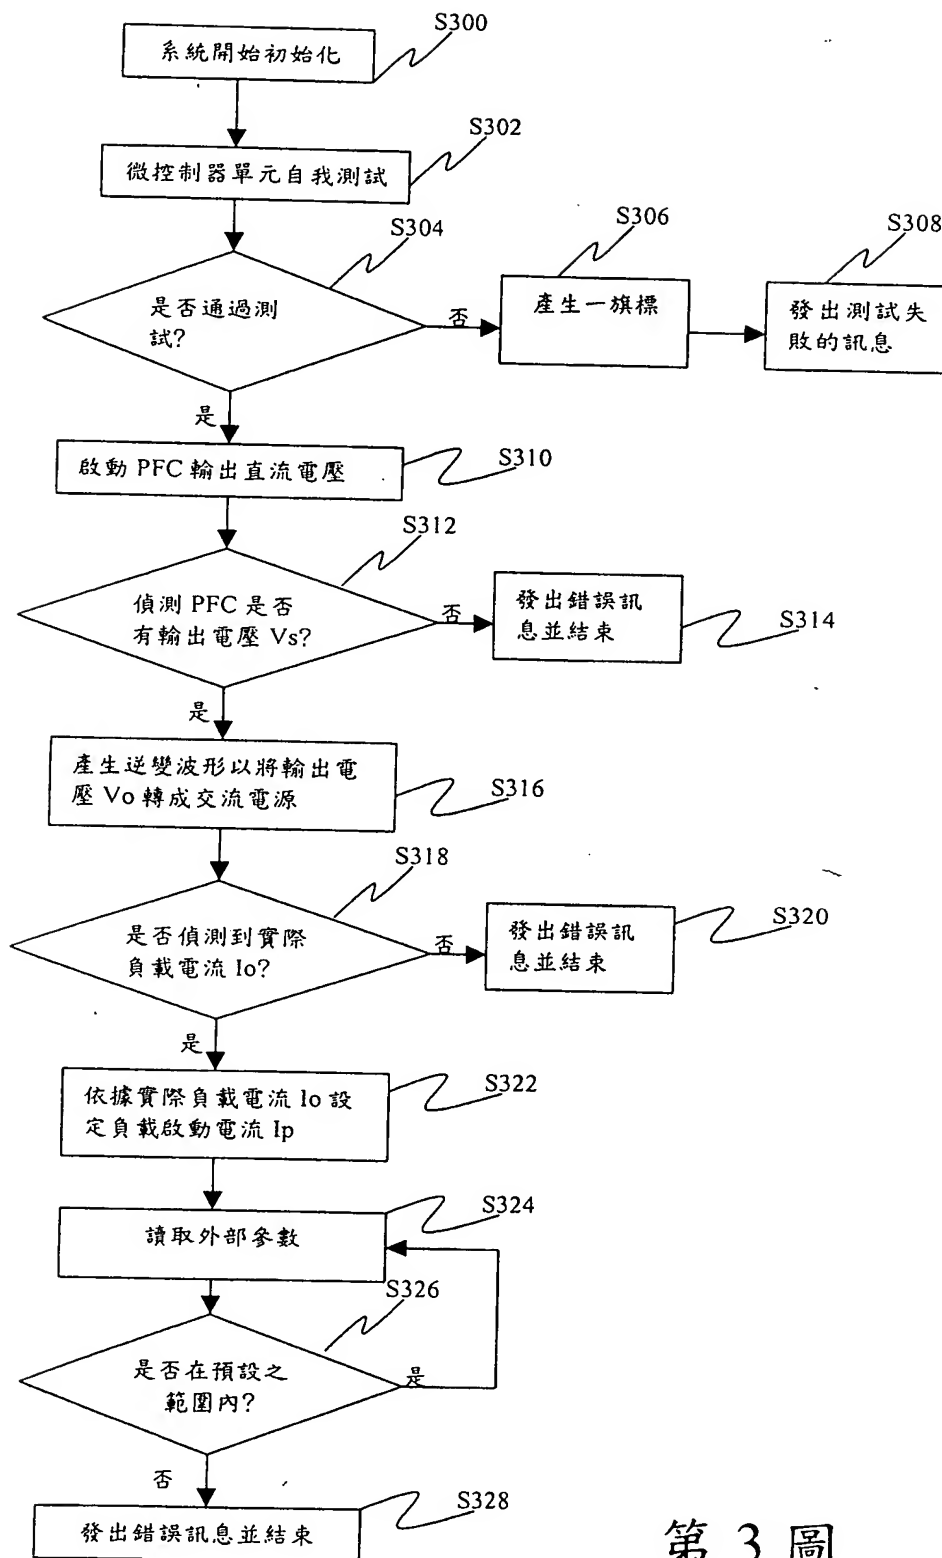 S300
系統開始初始化
S302
微控制器單元自我測試
S304
S306
S308
是否通過測
試?
否
產生一旗標
發出測試失
敗的訊息
是
啟動 PFC 輸出直流電壓
S310
S312
偵測 PFC 是否
有輸出電壓 Vs?
否
發出錯誤訊
息並結束
S314
是
產生逆變波形以將輸出電
壓 Vo 轉成交流電源
S316
S318
是否偵測到實際
負載電流 Io?
否
發出錯誤訊
息並結束
S320
是
依據實際負載電流 Io 設
定負載啟動電流 Ip
S322
讀取外部參數
S324
S326
是否在預設之
範圍內?
是
否
發出錯誤訊息並結束
S328
第 3 圖